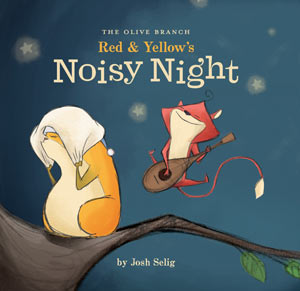 THE OLIVE BRANCH
Red & Yellow's
Noisy Night
by Josh Selig